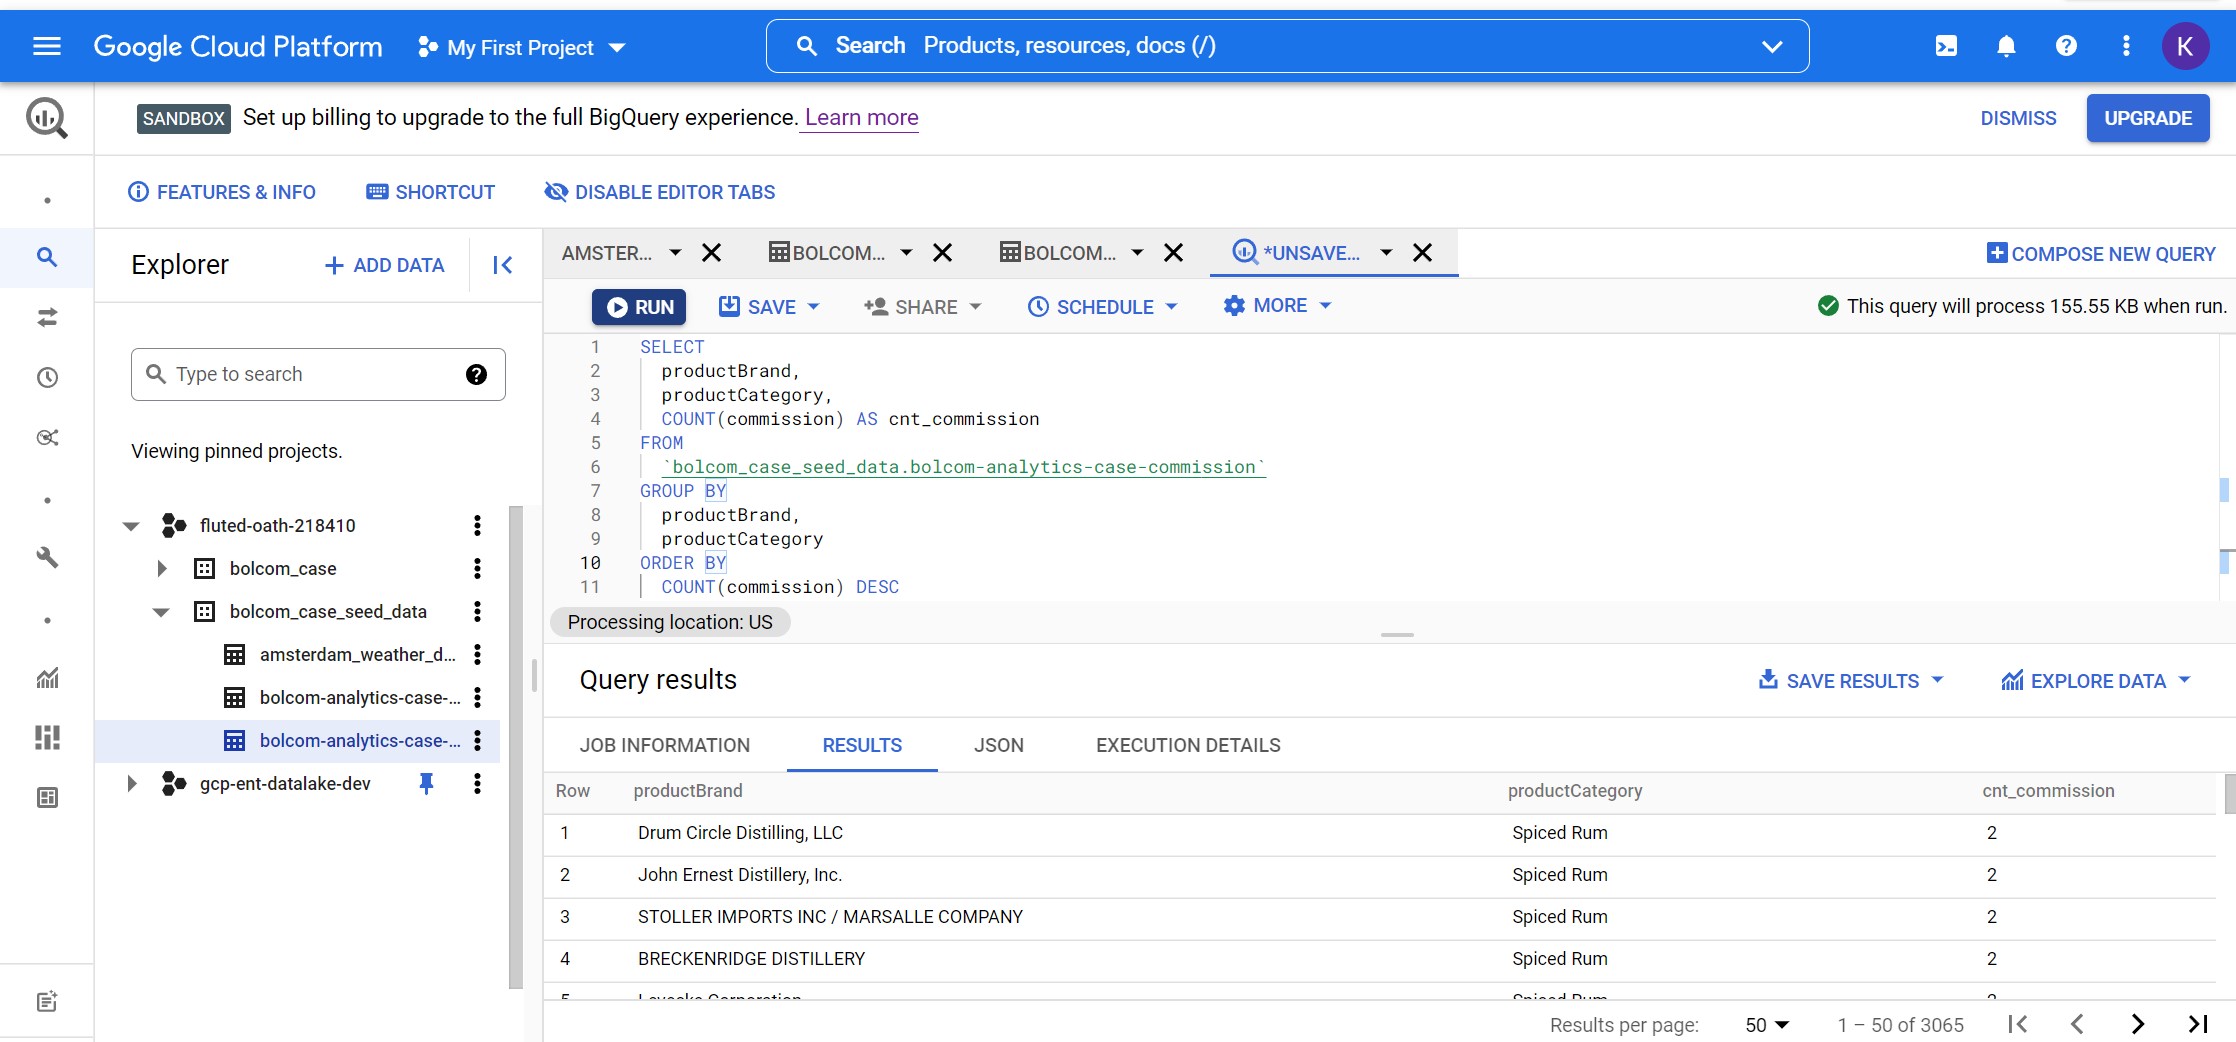 Google Cloud Platform My First Project Search Products, resources, docs (/) K
SANDBOX Set up billing to upgrade to the full BigQuery experience. Learn more DISMISS UPGRADE
FEATURES & INFO SHORTCUT DISABLE EDITOR TABS
Explorer + ADD DATA
Type to search
Viewing pinned projects.
fluted-oath-218410
bolcom_case
bolcom_case_seed_data
amsterdam_weather_d...
bolcom-analytics-case-...
bolcom-analytics-case-...
gcp-ent-datalake-dev
AMSTER... BOLCOM... BOLCOM... *UNSAVE... COMPOSE NEW QUERY
RUN SAVE SHARE SCHEDULE MORE This query will process 155.55 KB when run.
1 SELECT
2 productBrand,
3 productCategory,
4 COUNT(commission) AS cnt_commission
5 FROM
6 `bolcom_case_seed_data.bolcom-analytics-case-commission`
7 GROUP BY
8 productBrand,
9 productCategory
10 ORDER BY
11 COUNT(commission) DESC
Processing location: US
Query results SAVE RESULTS EXPLORE DATA
JOB INFORMATION RESULTS JSON EXECUTION DETAILS
Row productBrand productCategory cnt_commission
1 Drum Circle Distilling, LLC Spiced Rum 2
2 John Ernest Distillery, Inc. Spiced Rum 2
3 STOLLER IMPORTS INC / MARSALLE COMPANY Spiced Rum 2
4 BRECKENRIDGE DISTILLERY Spiced Rum 2
5 Corporation Spiced Rum 2
Results per page: 50 1 – 50 of 3065